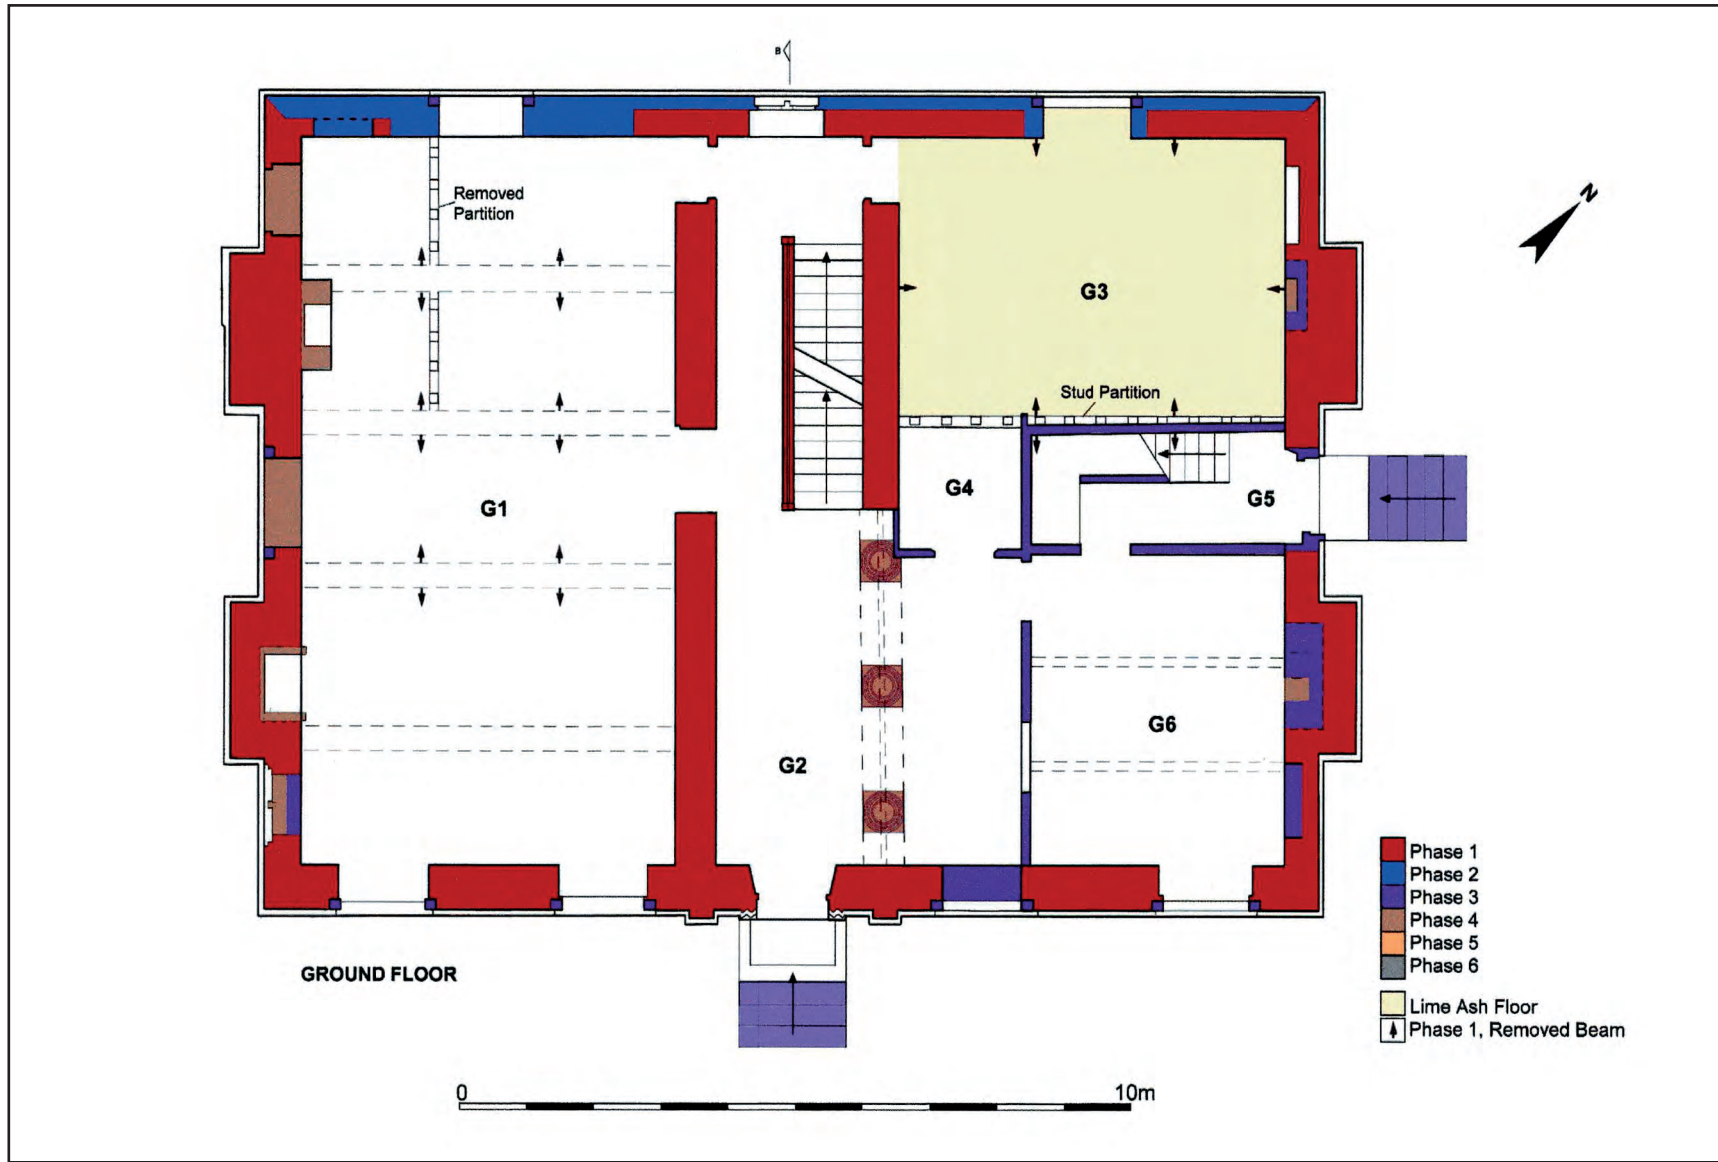 B
N
Removed
Partition
G3
Stud Partition
G4
G5
G1
G6
G2
Phase 1
Phase 2
Phase 3
Phase 4
Phase 5
Phase 6
Lime Ash Floor
Phase 1, Removed Beam
GROUND FLOOR
0
10m